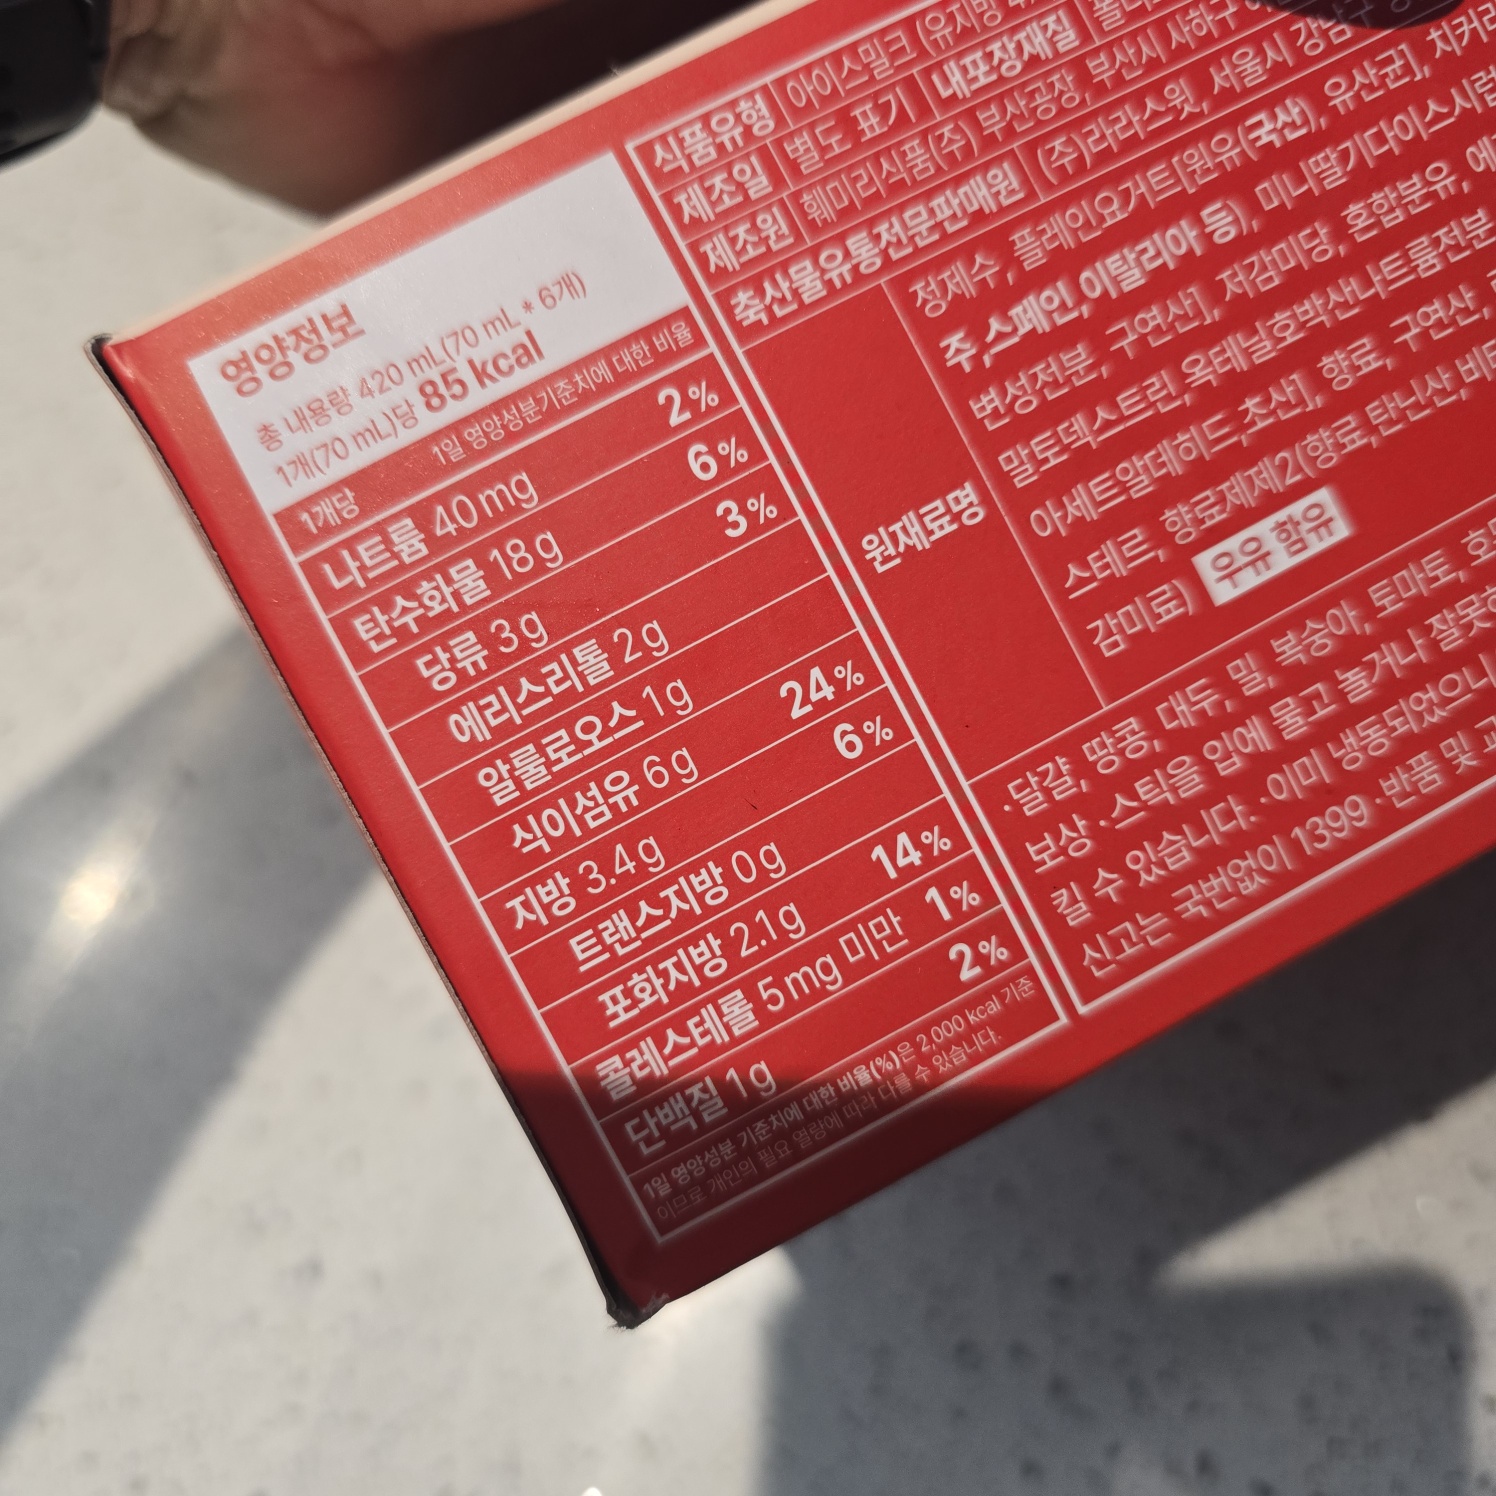 영양정보
총 내용량 420 mL(70 mL * 6개)
1개(70 mL)당 85 kcal
1개당 1일 영양성분기준치에 대한 비율
나트륨 40mg 2%
탄수화물 18g 6%
당류 3g 3%
에리스리톨 2g
알룰로오스 1g
식이섬유 6g 24%
지방 3.4g 6%
트랜스지방 0g
포화지방 2.1g 14%
콜레스테롤 5mg 미만 1%
단백질 1g 2%
1일 영양성분 기준치에 대한 비율(%)은 2,000 kcal 기준
이므로 개인의 필요 열량에 따라 다를 수 있습니다.
식품유형 아이스밀크 (유지방
제조일 별도 표기 내포장재질
제조원 훼미리식품(주) 부산공장, 부산시 사하구
축산물유통전문판매원 (주)라라스윗, 서울시 강남구
원재료명
정제수, 플레인요거트[원유(국산), 유산균], 치커리
주,스페인, 이탈리아 등), 미니딸기다이스시럽
변성전분, 구연산], 저감미당, 혼합분유,
말토덱스트린,옥테닐호박산나트륨전분
아세트알데히드,초산], 향료, 구연산,
스테르, 향료제제2(향료,탄닌산,
감미료) 우유 함유
·달걀, 땅콩, 대두, 밀, 복숭아, 토마토,
보상 ·스틱을 입에 물고 놀거나 잘못
킬 수 있습니다. ·이미 냉동되었으니
신고는 국번없이 1399 ·반품 및